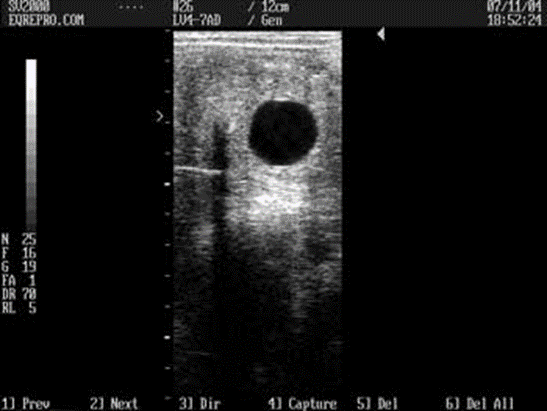 SV2000 .... W26 / 12cm 07/11/04
EQREPRO.COM LV4-7AD / Gen 18:52:24
N 25
F 16
G 19
FA 1
DR 70
RL 5
1] Prev 2] Next 3] Dir 4] Capture 5] Del 6] Del All